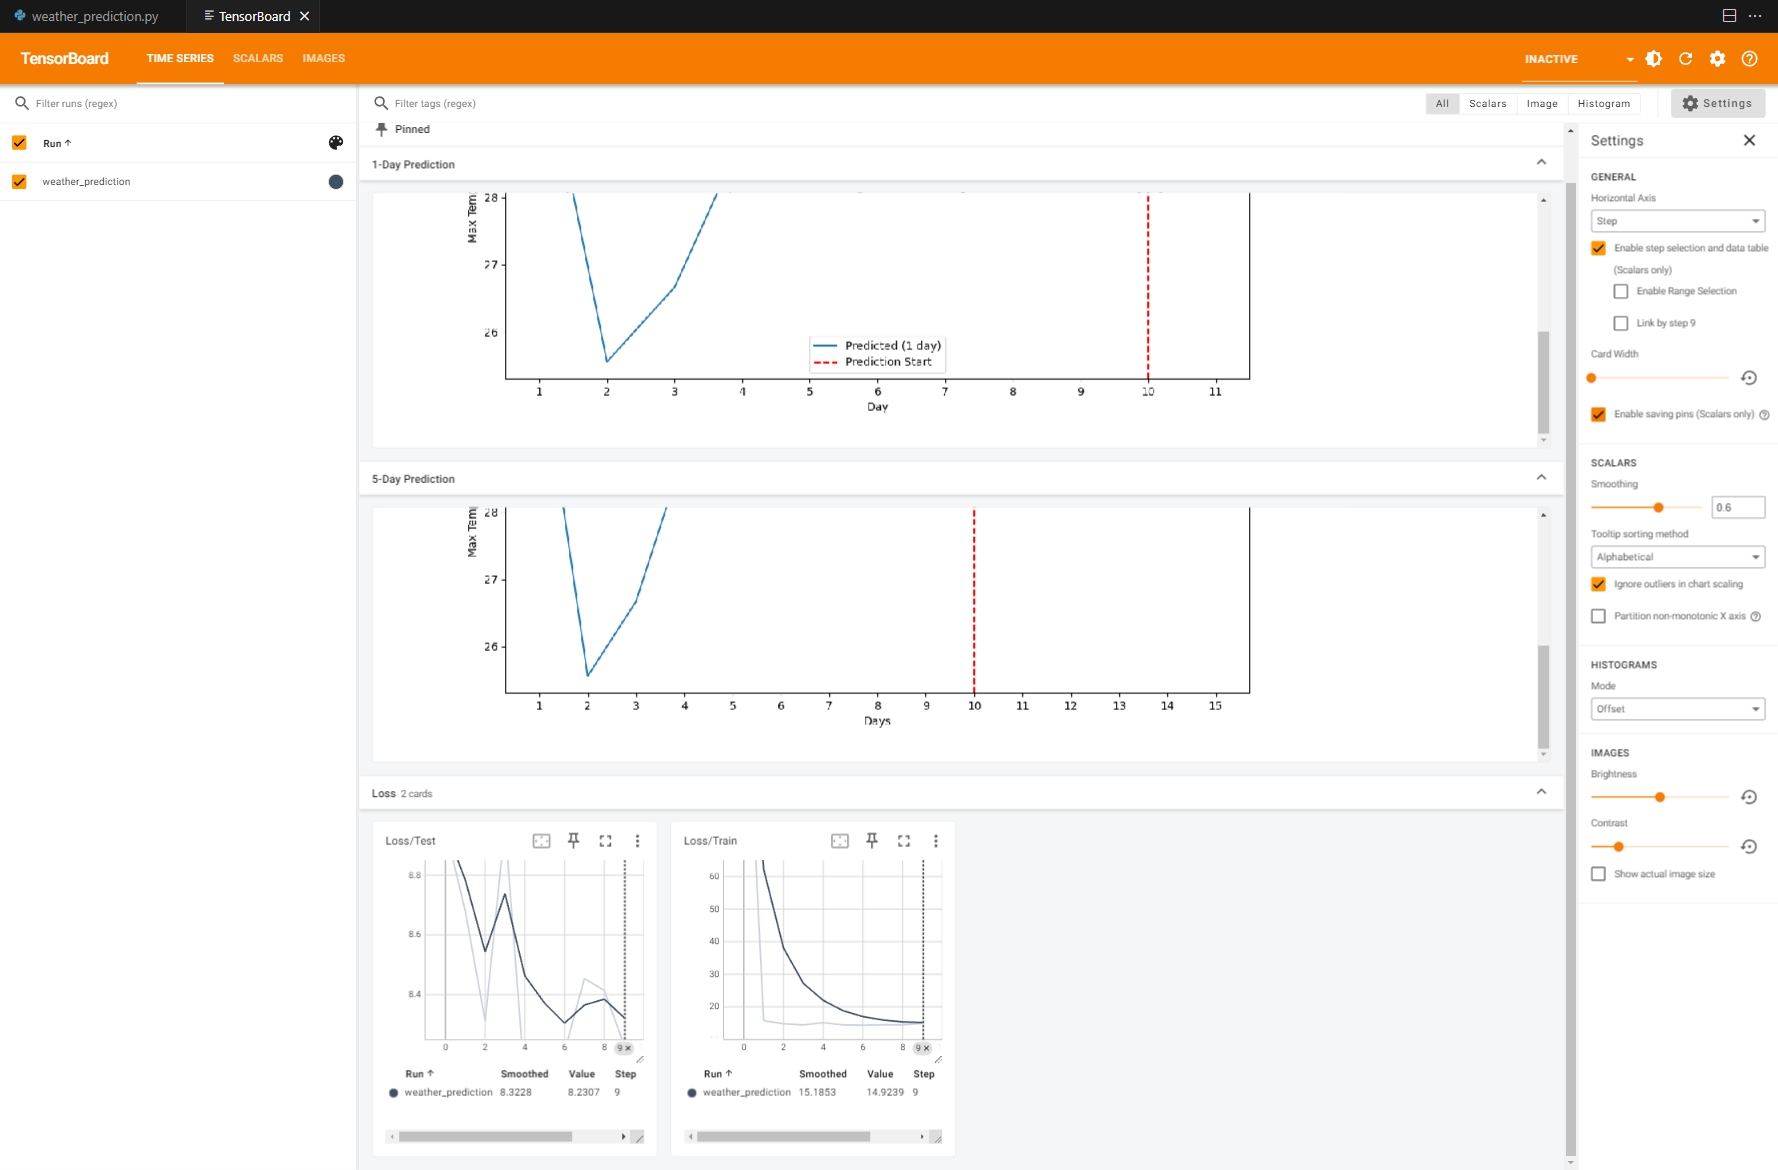 weather_prediction.py
TensorBoard
TensorBoard
TIME SERIES
SCALARS
IMAGES
INACTIVE
Filter runs (regex)
Filter tags (regex)
All
Scalars
Image
Histogram
Settings
Run
weather_prediction
Pinned
1-Day Prediction
28
27
26
Max Tem
Predicted (1 day)
Prediction Start
1 2 3 4 5 6 7 8 9 10 11
Day
5-Day Prediction
28
27
26
Max Temp
1 2 3 4 5 6 7 8 9 10 11 12 13 14 15
Days
Loss 2 cards
Loss/Test
8.8
8.6
8.4
0 2 4 6 8 9
Run Smoothed Value Step
weather_prediction 8.3228 8.2307 9
Loss/Train
60
50
40
30
20
0 2 4 6 8 9
Run Smoothed Value Step
weather_prediction 15.1853 14.9239 9
Settings
GENERAL
Horizontal Axis
Step
Enable step selection and data table
(Scalars only)
Enable Range Selection
Link by step 9
Card Width
Enable saving pins (Scalars only)
SCALARS
Smoothing
0.6
Tooltip sorting method
Alphabetical
Ignore outliers in chart scaling
Partition non-monotonic X axis
HISTOGRAMS
Mode
Offset
IMAGES
Brightness
Contrast
Show actual image size